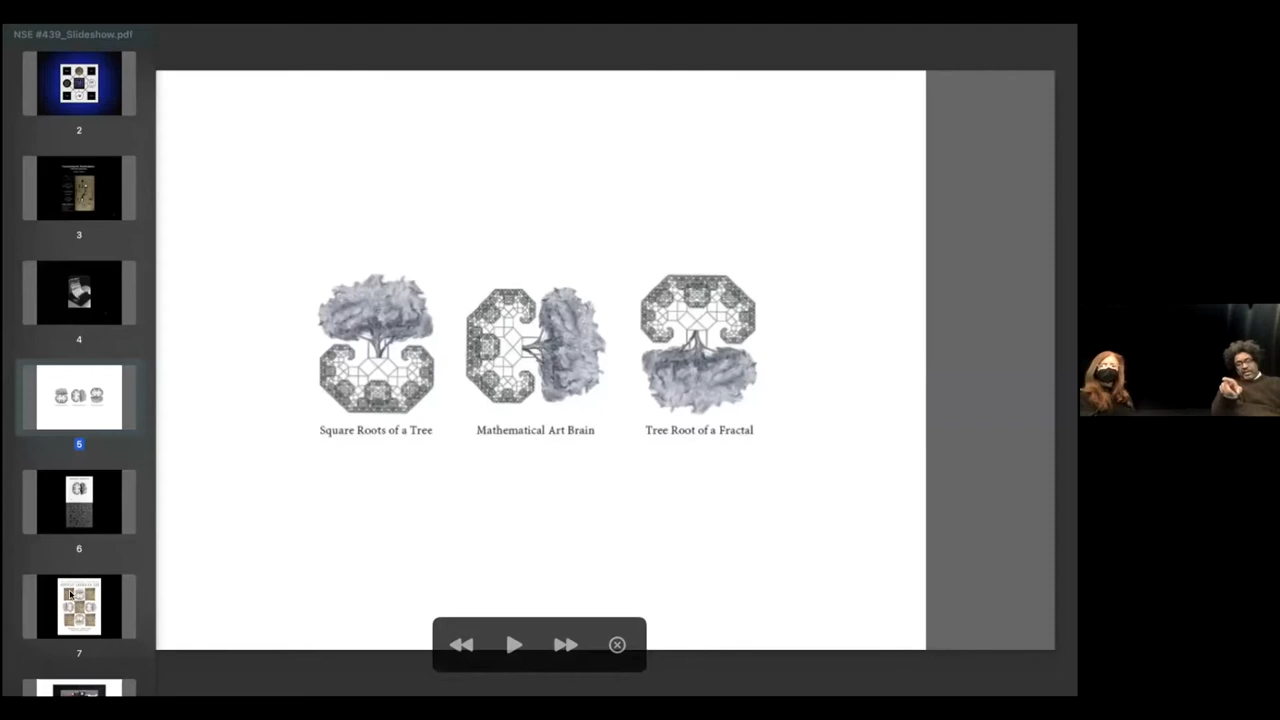 NSE #439_Slideshow.pdf
2
3
4
5
6
7
Square Roots of a Tree
Mathematical Art Brain
Tree Root of a Fractal